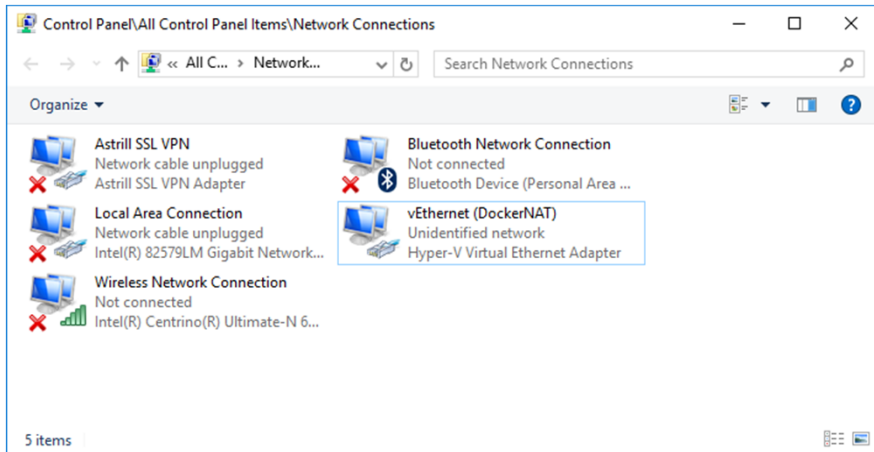 Control Panel\All Control Panel Items\Network Connections
« All C... › Network...
Search Network Connections
Organize
Astrill SSL VPN
Network cable unplugged
Astrill SSL VPN Adapter
Bluetooth Network Connection
Not connected
Bluetooth Device (Personal Area ...
Local Area Connection
Network cable unplugged
Intel(R) 82579LM Gigabit Network...
vEthernet (DockerNAT)
Unidentified network
Hyper-V Virtual Ethernet Adapter
Wireless Network Connection
Not connected
Intel(R) Centrino(R) Ultimate-N 6...
5 items